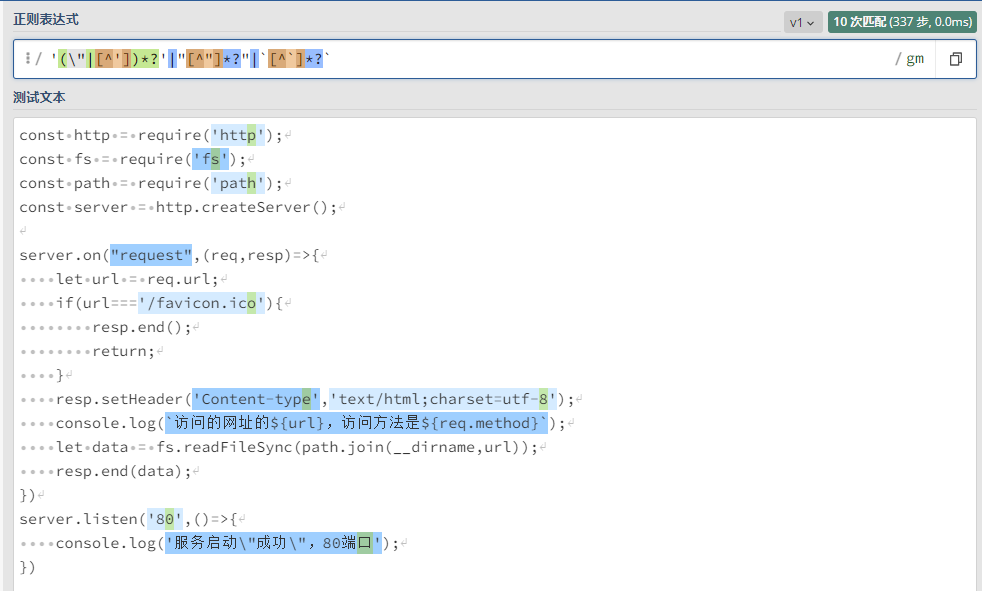 正则表达式
v1
10 次匹配 (337 步, 0.0ms)
/ '(\"|[^'])*?'|"[^"]*?"|`[^`]*?` / gm
测试文本
const http = require('http');
const fs = require('fs');
const path = require('path');
const server = http.createServer();
server.on("request",(req,resp)=>{
    let url = req.url;
    if(url==='/favicon.ico'){
        resp.end();
        return;
    }
    resp.setHeader('Content-type','text/html;charset=utf-8');
    console.log(`访问的网址的${url}，访问方法是${req.method}`);
    let data = fs.readFileSync(path.join(__dirname,url));
    resp.end(data);
})
server.listen('80',()=>{
    console.log('服务启动\"成功\"，80端口');
})